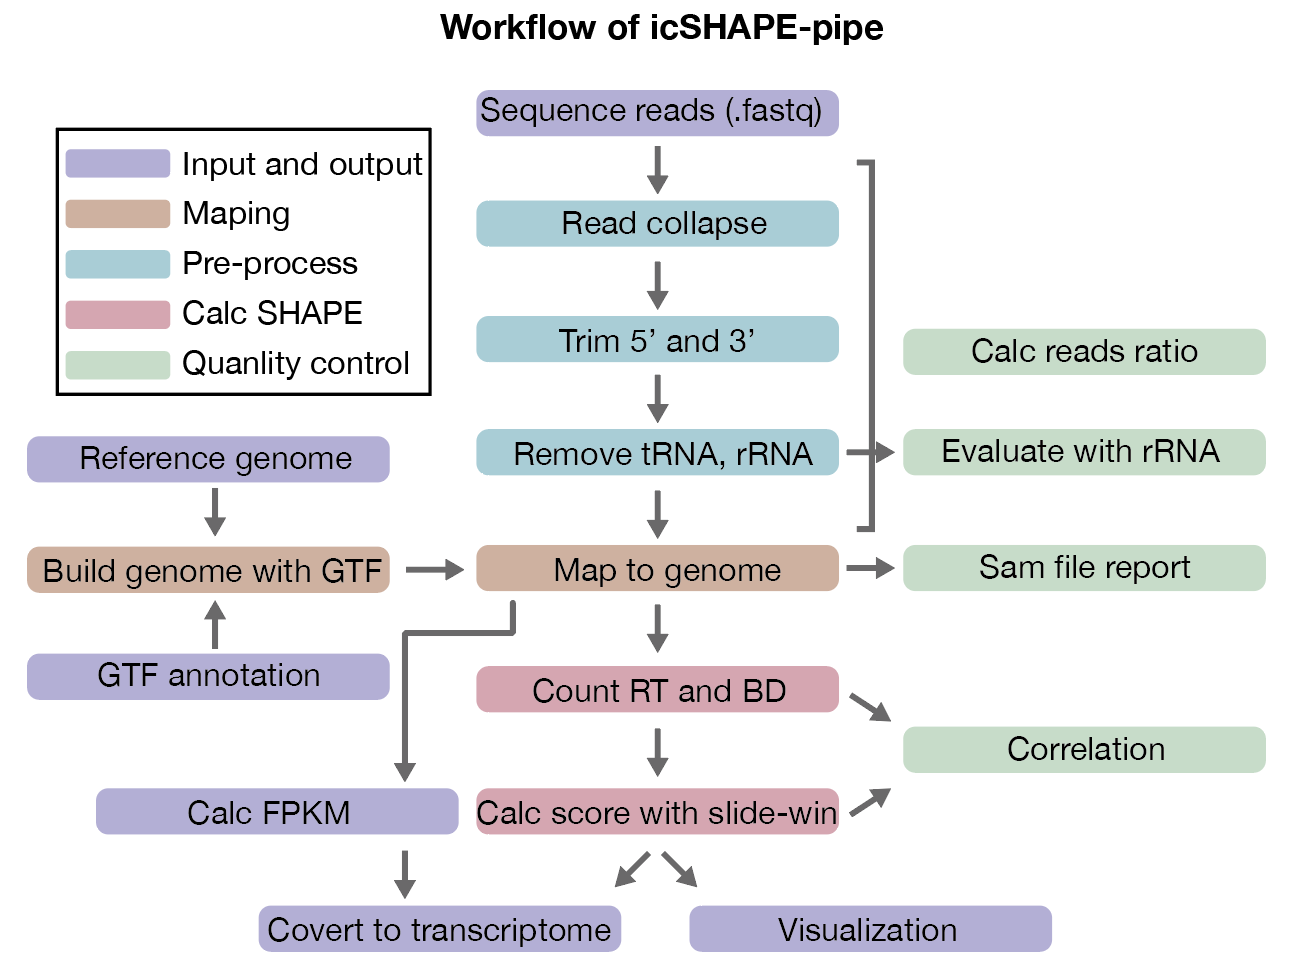 Workflow of icSHAPE-pipe
Sequence reads (.fastq)
Input and output
Maping
Pre-process
Calc SHAPE
Quanlity control
Read collapse
Trim 5’ and 3’
Calc reads ratio
Remove tRNA, rRNA
Evaluate with rRNA
Reference genome
Build genome with GTF
Map to genome
Sam file report
GTF annotation
Count RT and BD
Correlation
Calc FPKM
Calc score with slide-win
Covert to transcriptome
Visualization